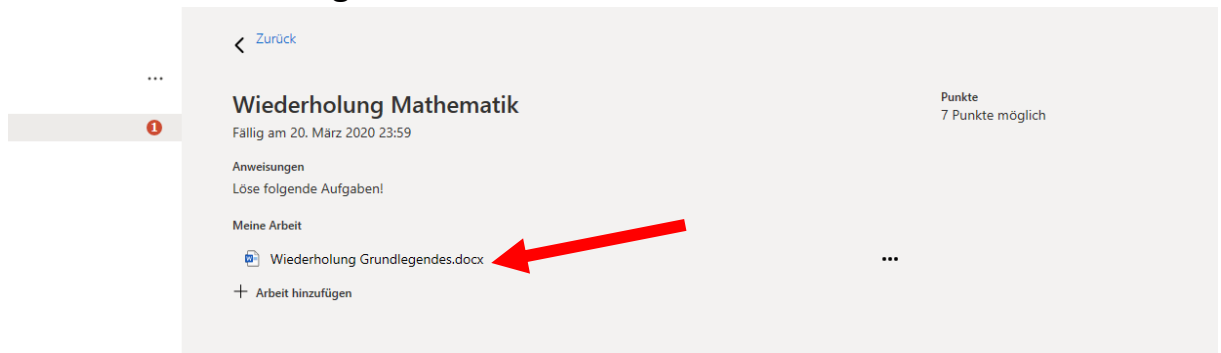 Zurück
...
Wiederholung Mathematik
Punkte
7 Punkte möglich
1
Fällig am 20. März 2020 23:59
Anweisungen
Löse folgende Aufgaben!
Meine Arbeit
Wiederholung Grundlegendes.docx
...
+ Arbeit hinzufügen